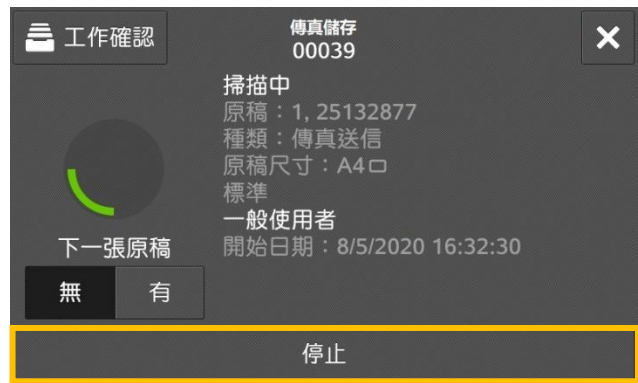 工作確認
傳真儲存
00039
掃描中
原稿：1, 25132877
種類：傳真送信
原稿尺寸：A4
標準
一般使用者
開始日期：8/5/2020 16:32:30
下一張原稿
無
有
停止